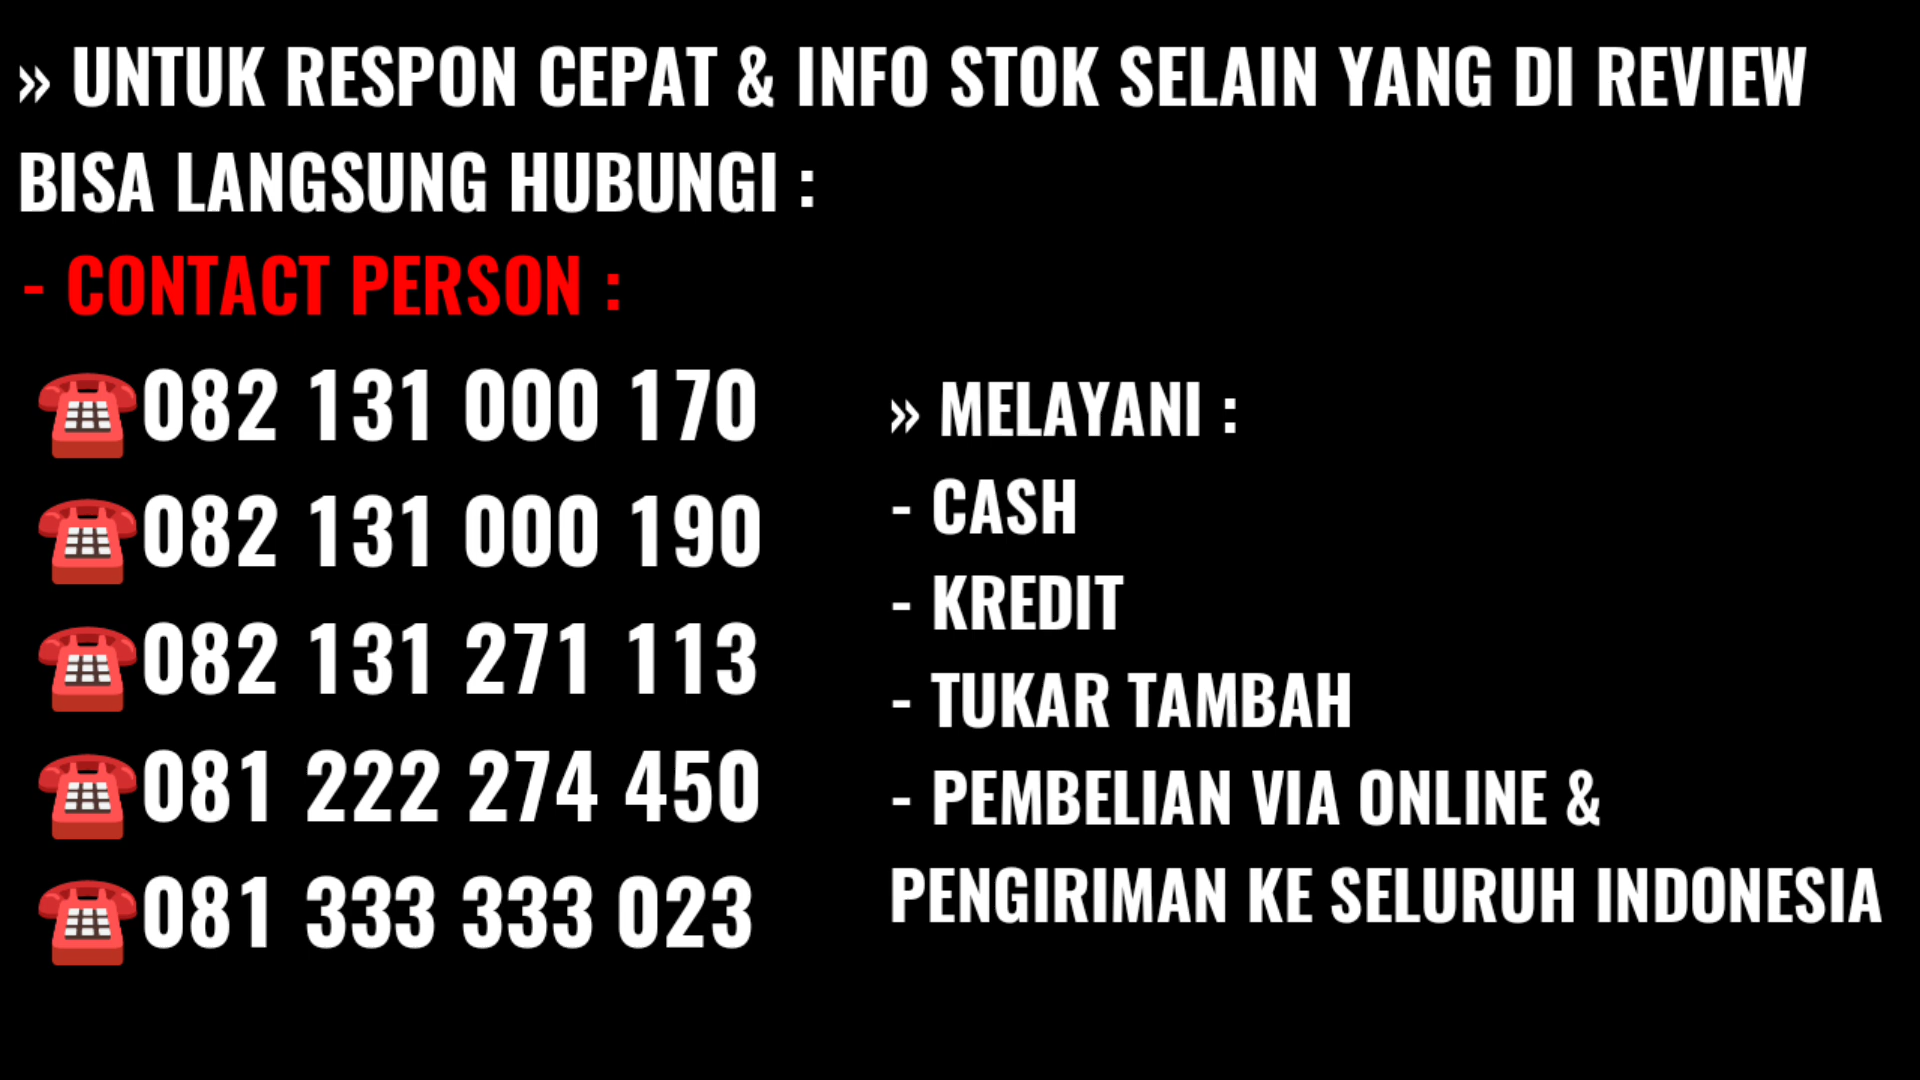 » UNTUK RESPON CEPAT & INFO STOK SELAIN YANG DI REVIEW
BISA LANGSUNG HUBUNGI :
- CONTACT PERSON :
☎082 131 000 170
☎082 131 000 190
☎082 131 271 113
☎081 222 274 450
☎081 333 333 023
» MELAYANI :
- CASH
- KREDIT
- TUKAR TAMBAH
- PEMBELIAN VIA ONLINE &
PENGIRIMAN KE SELURUH INDONESIA